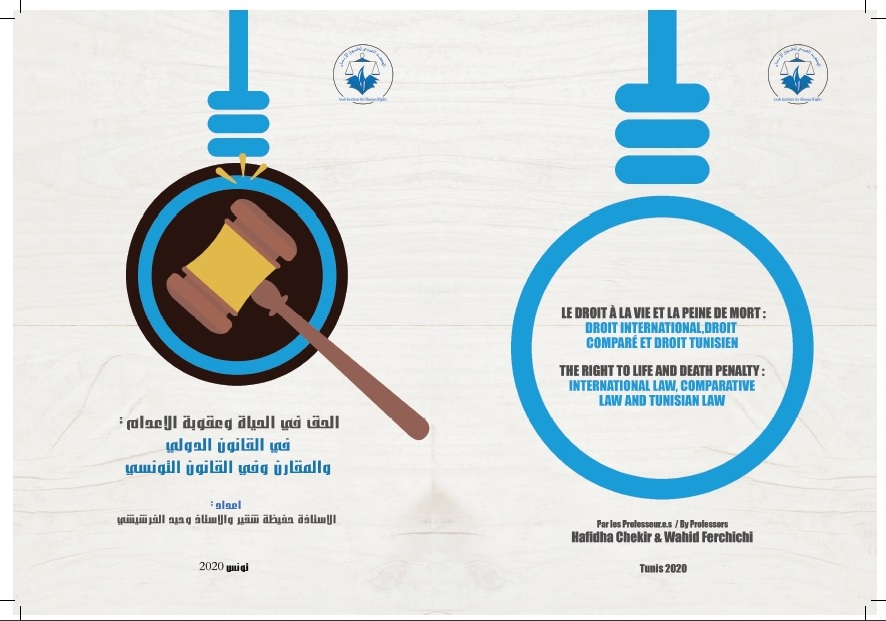 المعهد العربي لحقوق الإنسان
Arab Institute for Human Rights
الحق في الحياة وعقوبة الإعدام :
في القانون الدولي
والمقارن وفي القانون التونسي
اعداد :
الاستاذة حفيظة شقير والاستاذ وحيد الفرشيشي
تونس 2020
المعهد العربي لحقوق الإنسان
Arab Institute for Human Rights
LE DROIT À LA VIE ET LA PEINE DE MORT :
DROIT INTERNATIONAL,DROIT
COMPARÉ ET DROIT TUNISIEN
THE RIGHT TO LIFE AND DEATH PENALTY :
INTERNATIONAL LAW, COMPARATIVE
LAW AND TUNISIAN LAW
Par les Professeur.e.s / By Professors
Hafidha Chekir & Wahid Ferchichi
Tunis 2020